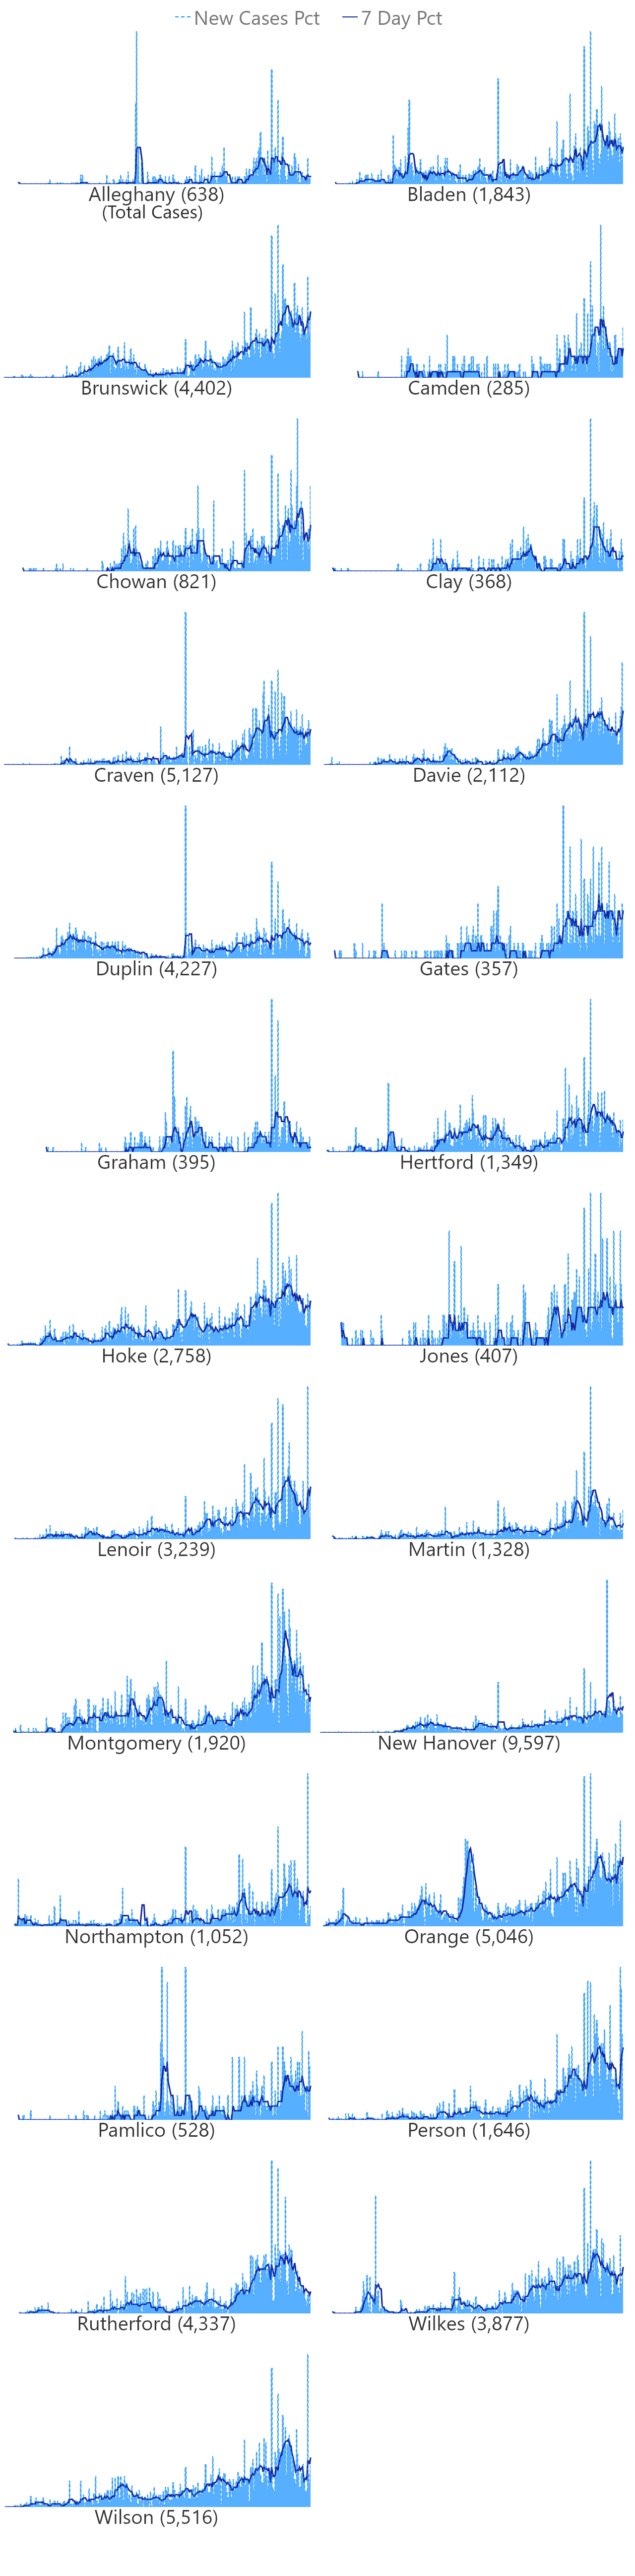 New Cases Pct 7 Day Pct
Alleghany (638) Bladen (1,843)
(Total Cases)
Brunswick (4,402) Camden (285)
Chowan (821) Clay (368)
Craven (5,127) Davie (2,112)
Duplin (4,227) Gates (357)
Graham (395) Hertford (1,349)
Hoke (2,758) Jones (407)
Lenoir (3,239) Martin (1,328)
Montgomery (1,920) New Hanover (9,597)
Northampton (1,052) Orange (5,046)
Pamlico (528) Person (1,646)
Rutherford (4,337) Wilkes (3,877)
Wilson (5,516)